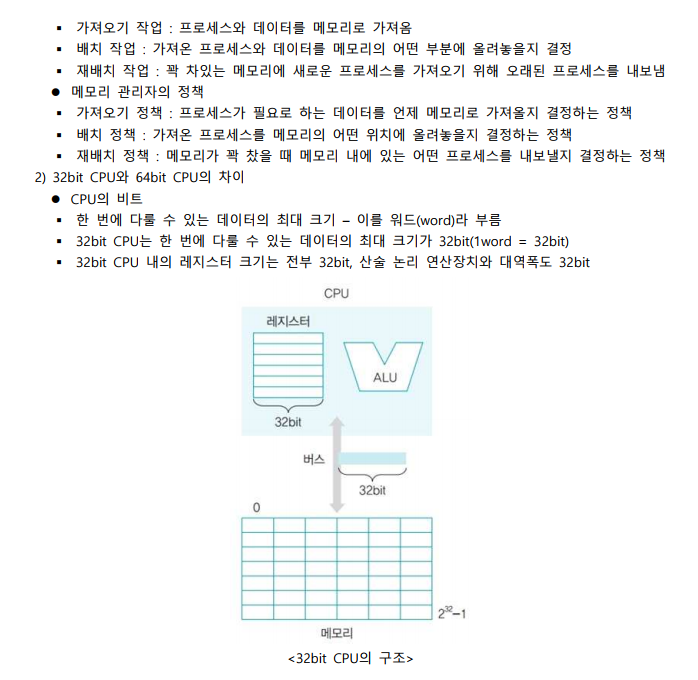 ▪ 가져오기 작업 : 프로세스와 데이터를 메모리로 가져옴
▪ 배치 작업 : 가져온 프로세스와 데이터를 메모리의 어떤 부분에 올려놓을지 결정
▪ 재배치 작업 : 꽉 차있는 메모리에 새로운 프로세스를 가져오기 위해 오래된 프로세스를 내보냄
● 메모리 관리자의 정책
▪ 가져오기 정책 : 프로세스가 필요로 하는 데이터를 언제 메모리로 가져올지 결정하는 정책
▪ 배치 정책 : 가져온 프로세스를 메모리의 어떤 위치에 올려놓을지 결정하는 정책
▪ 재배치 정책 : 메모리가 꽉 찼을 때 메모리 내에 있는 어떤 프로세스를 내보낼지 결정하는 정책
2) 32bit CPU와 64bit CPU의 차이
● CPU의 비트
▪ 한 번에 다룰 수 있는 데이터의 최대 크기 – 이를 워드(word)라 부름
▪ 32bit CPU는 한 번에 다룰 수 있는 데이터의 최대 크기가 32bit(1word = 32bit)
▪ 32bit CPU 내의 레지스터 크기는 전부 32bit, 산술 논리 연산장치와 대역폭도 32bit
CPU
레지스터
ALU
32bit
버스
32bit
0
2³²−1
메모리
<32bit CPU의 구조>